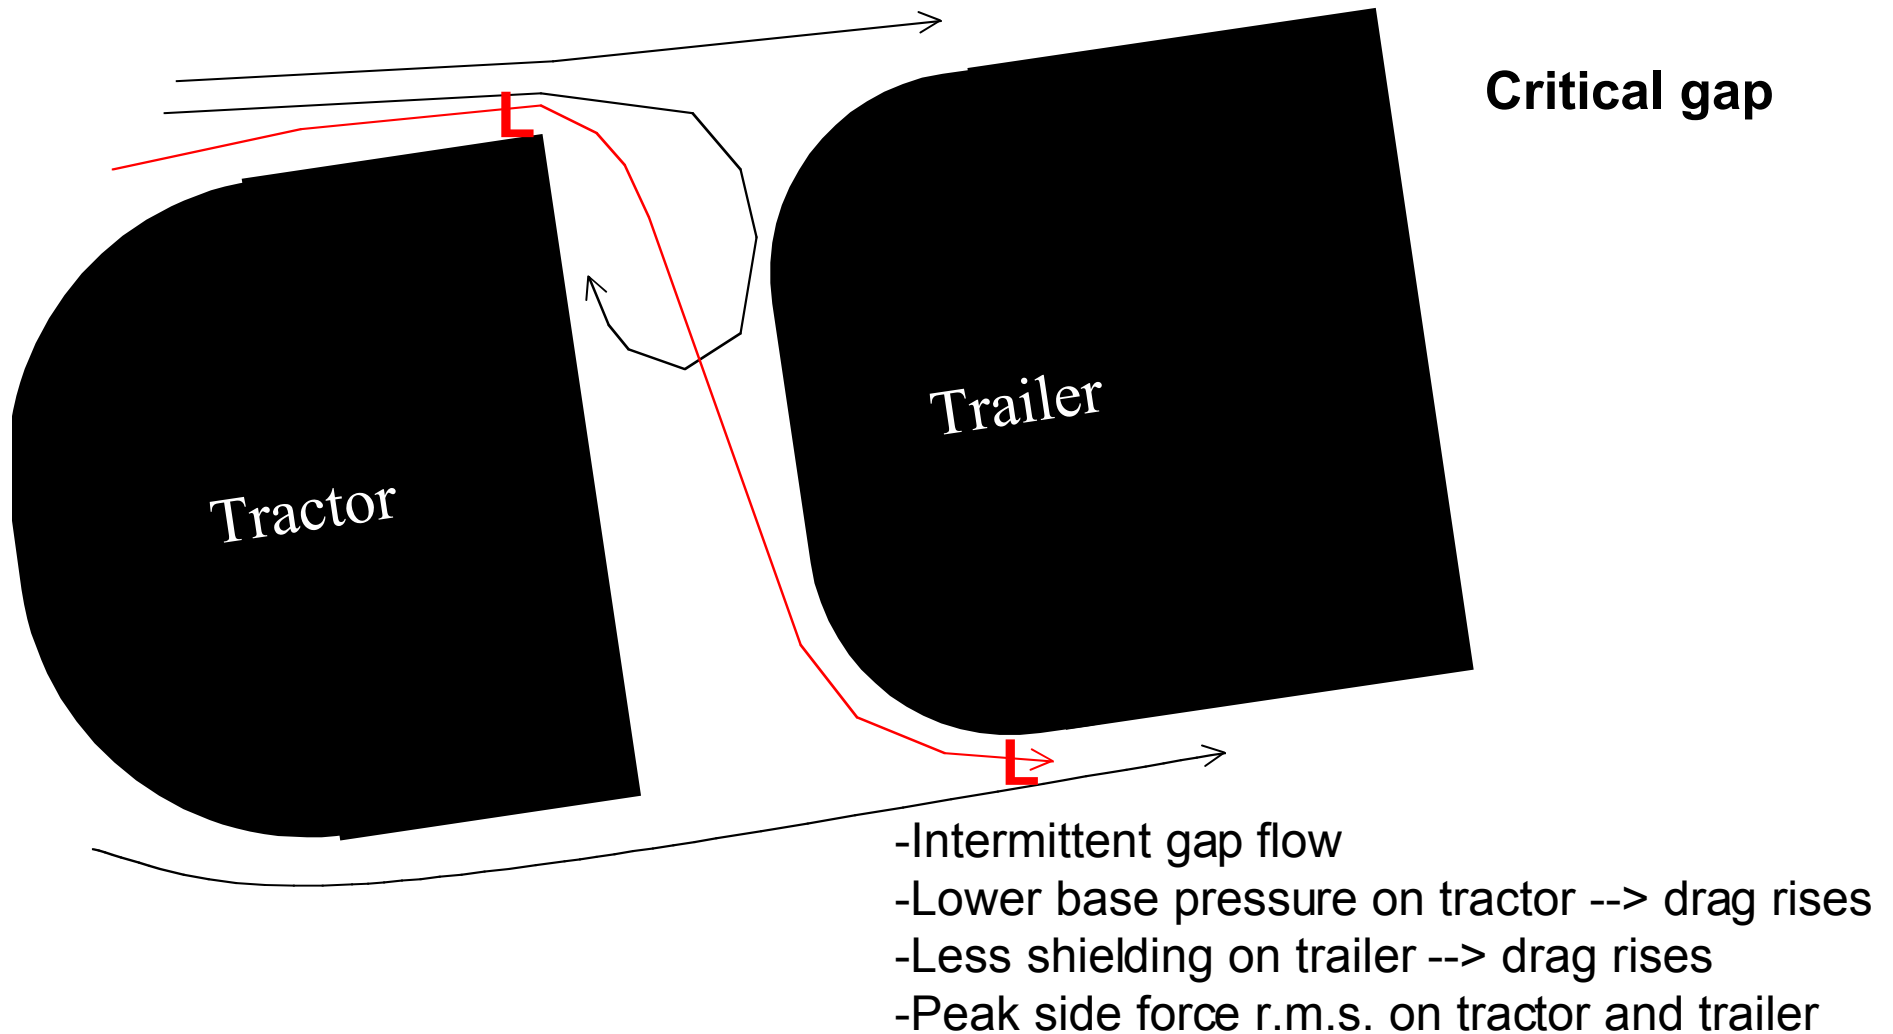 Critical gap
L
Trailer
Tractor
L
-Intermittent gap flow
-Lower base pressure on tractor --> drag rises
-Less shielding on trailer --> drag rises
-Peak side force r.m.s. on tractor and trailer